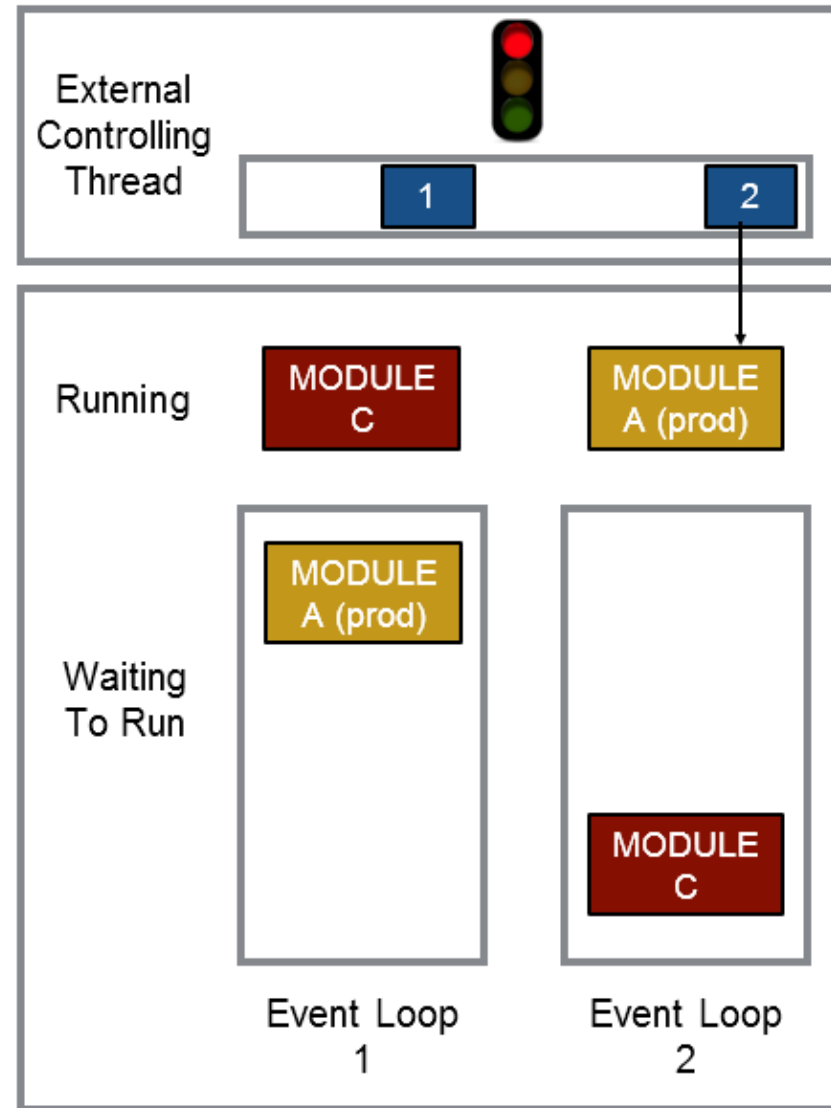 External
Controlling
Thread
1
2
Running
MODULE
C
MODULE
A (prod)
MODULE
A (prod)
Waiting
To Run
MODULE
C
Event Loop
1
Event Loop
2